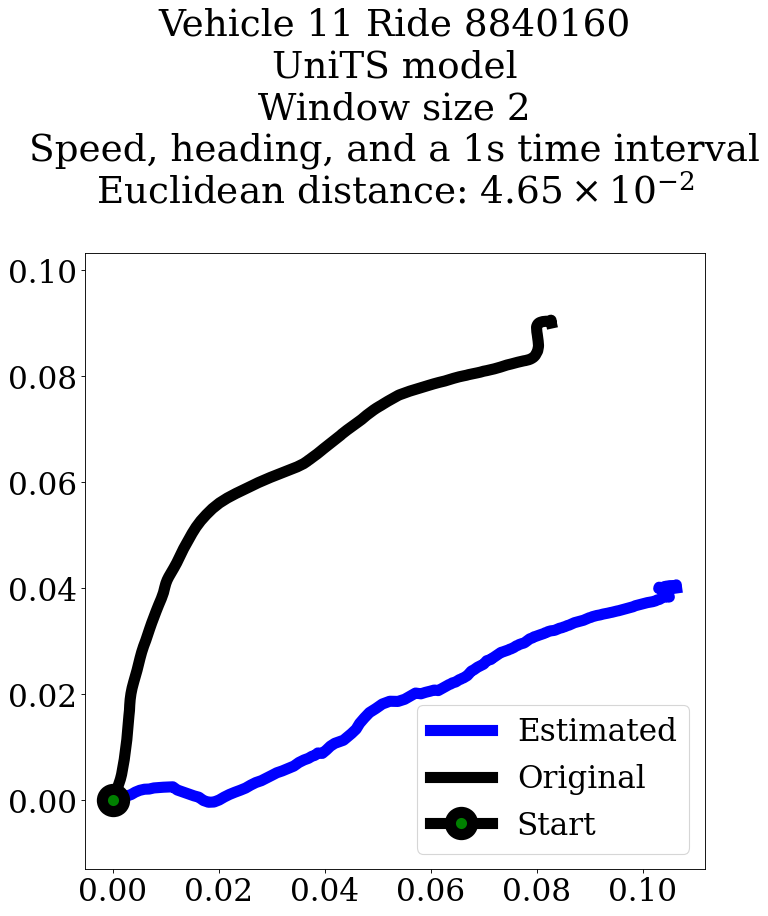 Vehicle 11 Ride 8840160
UniTS model
Window size 2
Speed, heading, and a 1s time interval
Euclidean distance: 4.65 × 10⁻²
0.10
0.08
0.06
0.04
0.02
0.00
Estimated
Original
Start
0.00 0.02 0.04 0.06 0.08 0.10